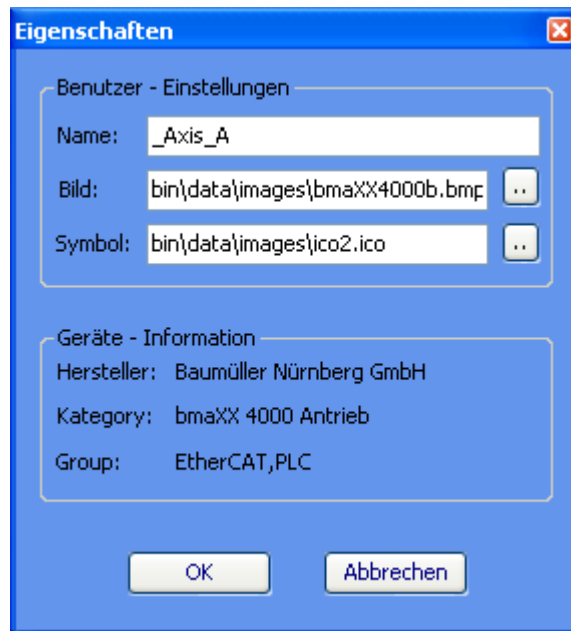 Eigenschaften
Benutzer - Einstellungen
Name: _Axis_A
Bild: bin\data\images\bmaXX4000b.bmp ..
Symbol: bin\data\images\ico2.ico ..
Geräte - Information
Hersteller: Baumüller Nürnberg GmbH
Kategory: bmaXX 4000 Antrieb
Group: EtherCAT,PLC
OK Abbrechen